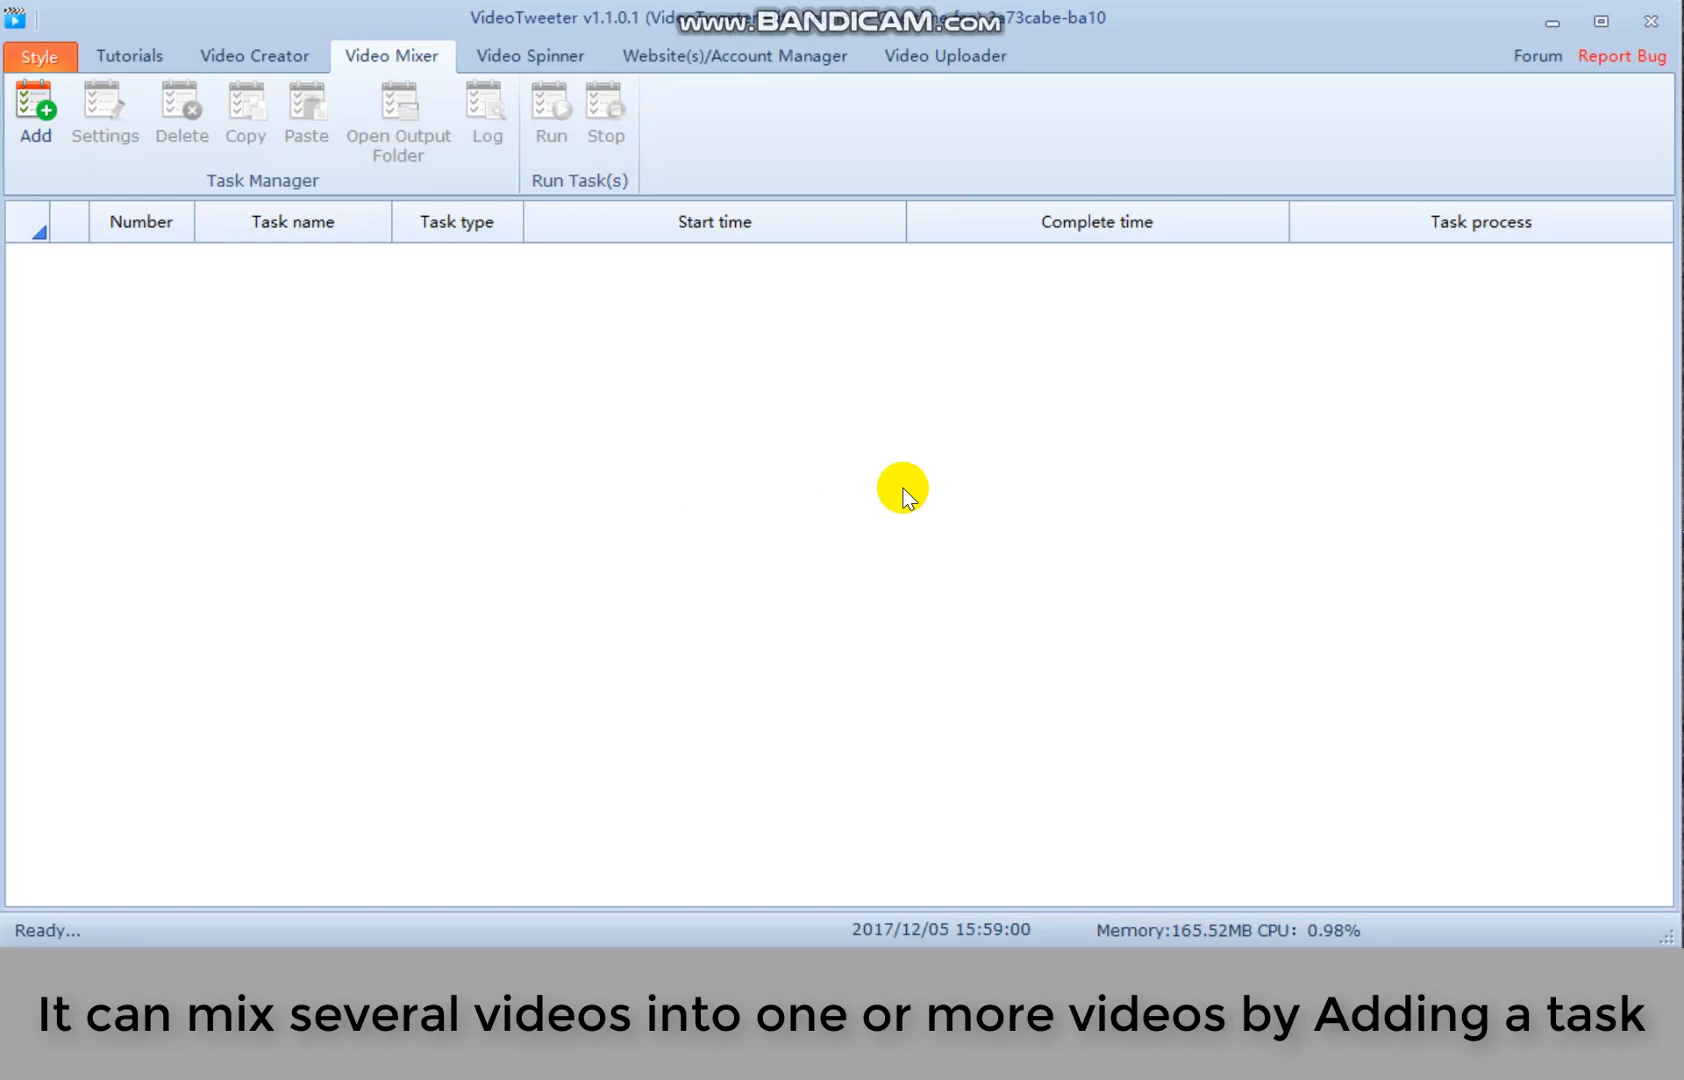 VideoTweeter v1.1.0.1 (Vide www.BANDICAM.com a73cabe-ba10
Style Tutorials Video Creator Video Mixer Video Spinner Website(s)/Account Manager Video Uploader Forum Report Bug
Add Settings Delete Copy Paste Open Output Folder Log Run Stop
Task Manager Run Task(s)
Number Task name Task type Start time Complete time Task process
Ready... 2017/12/05 15:59:00 Memory:165.52MB CPU: 0.98%
It can mix several videos into one or more videos by Adding a task